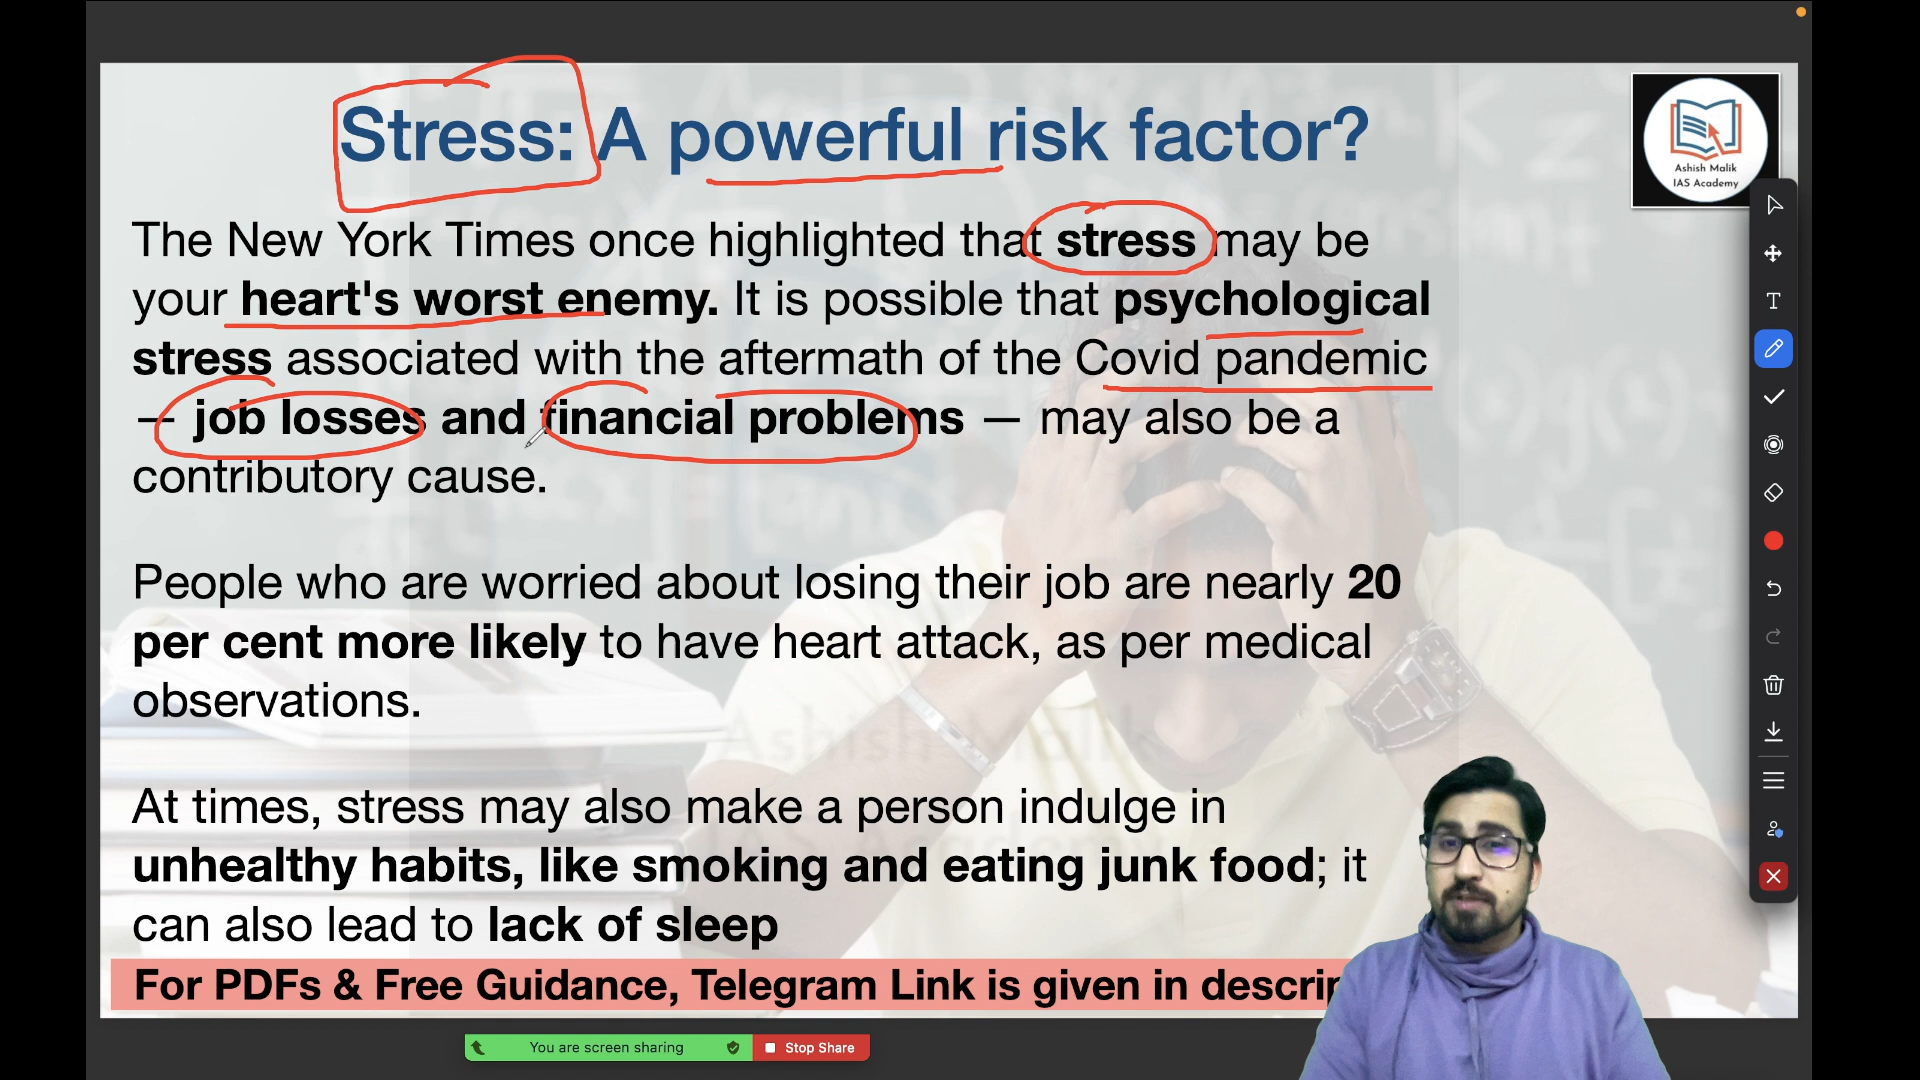 Stress: A powerful risk factor?
Ashish Malik
IAS Academy
The New York Times once highlighted that stress may be
your heart's worst enemy. It is possible that psychological
stress associated with the aftermath of the Covid pandemic
— job losses and financial problems — may also be a
contributory cause.
People who are worried about losing their job are nearly 20
per cent more likely to have heart attack, as per medical
observations.
Ashish Malik
At times, stress may also make a person indulge in
unhealthy habits, like smoking and eating junk food; it
can also lead to lack of sleep
For PDFs & Free Guidance, Telegram Link is given in descrip
You are screen sharing
Stop Share